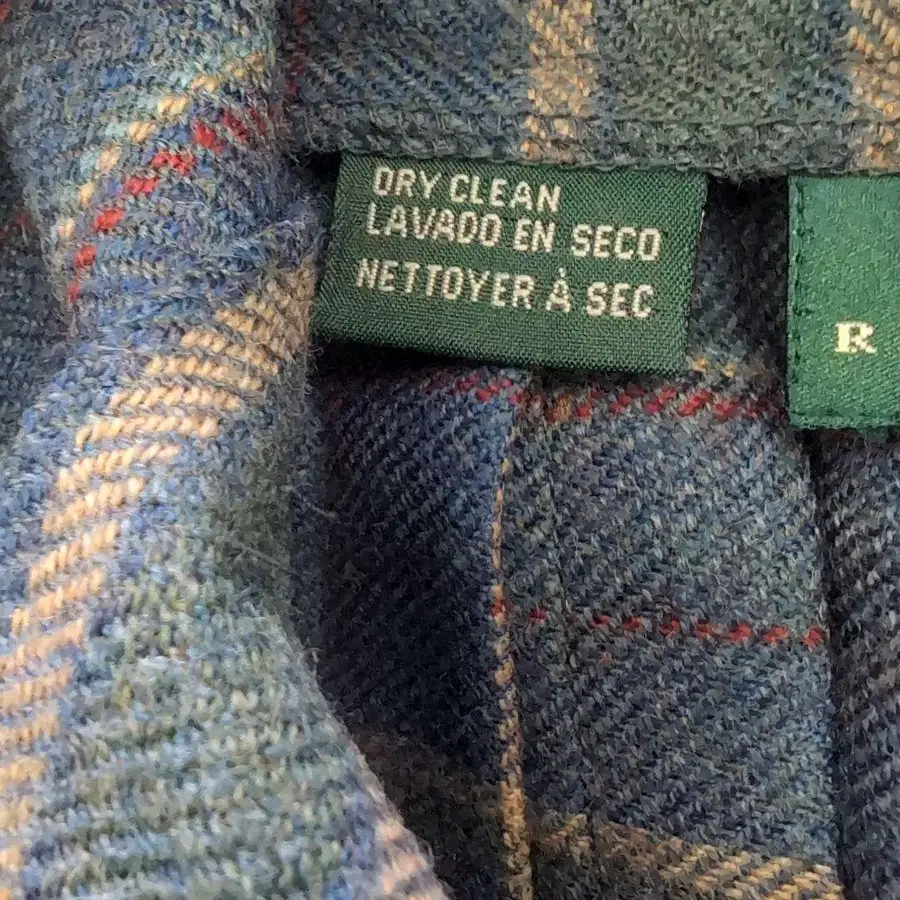 DRY CLEAN
LAVADO EN SECO
NETTOYER À SEC
R